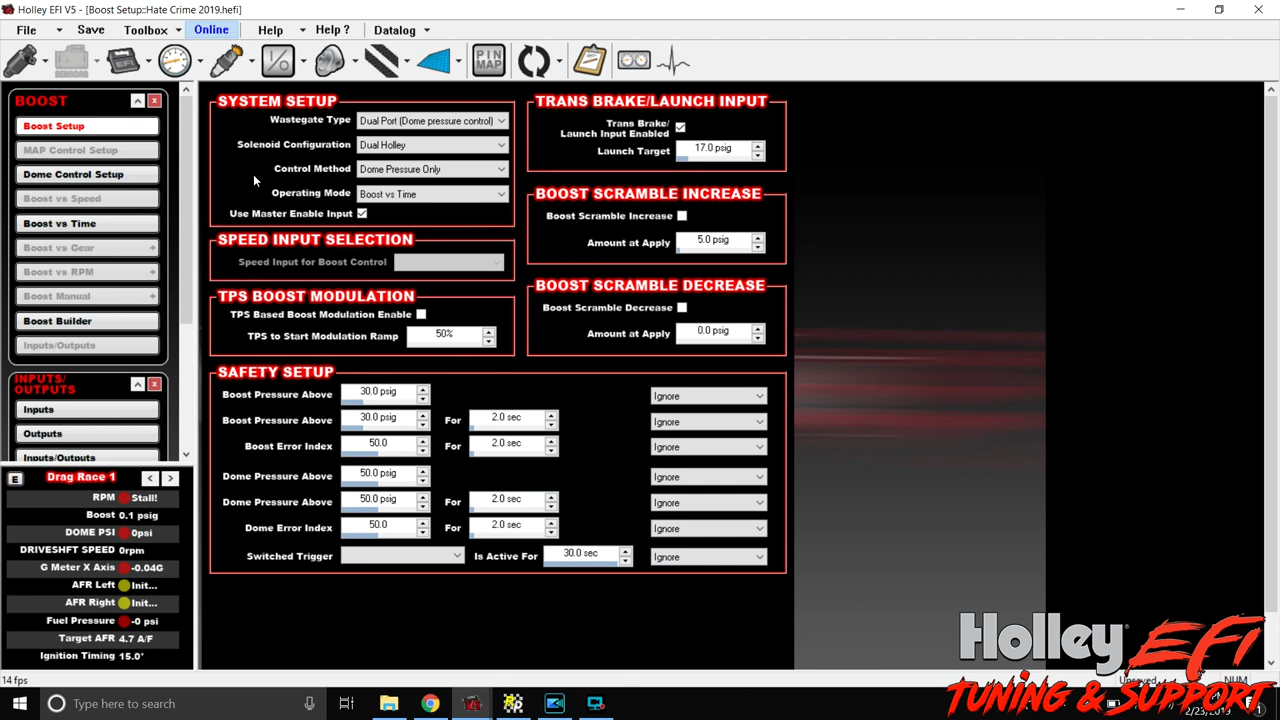 Holley EFI V5 - [Boost Setup::Hate Crime 2019.hefi]
File Save Toolbox Online Help Help ? Datalog
SENSORS EFI I/O PIN MAP
BOOST
Boost Setup
MAP Control Setup
Dome Control Setup
Boost vs Speed
Boost vs Time
Boost vs Gear +
Boost vs RPM +
Boost Manual +
Boost Builder
Inputs/Outputs
INPUTS/
OUTPUTS
Inputs
Outputs
Inputs/Outputs
E Drag Race 1 < >
RPM Stall!
Boost 0.1 psig
DOME PSI 0psi
DRIVESHFT SPEED 0rpm
G Meter X Axis -0.04G
AFR Left Init...
AFR Right Init...
Fuel Pressure -0 psi
Target AFR 4.7 A/F
Ignition Timing 15.0°
SYSTEM SETUP
Wastegate Type Dual Port (Dome pressure control)
Solenoid Configuration Dual Holley
Control Method Dome Pressure Only
Operating Mode Boost vs Time
Use Master Enable Input
SPEED INPUT SELECTION
Speed Input for Boost Control
TPS BOOST MODULATION
TPS Based Boost Modulation Enable
TPS to Start Modulation Ramp 50%
TRANS BRAKE/LAUNCH INPUT
Trans Brake/
Launch Input Enabled
Launch Target 17.0 psig
BOOST SCRAMBLE INCREASE
Boost Scramble Increase
Amount at Apply 5.0 psig
BOOST SCRAMBLE DECREASE
Boost Scramble Decrease
Amount at Apply 0.0 psig
SAFETY SETUP
Boost Pressure Above 30.0 psig Ignore
Boost Pressure Above 30.0 psig For 2.0 sec Ignore
Boost Error Index 50.0 For 2.0 sec Ignore
Dome Pressure Above 50.0 psig Ignore
Dome Pressure Above 50.0 psig For 2.0 sec Ignore
Dome Error Index 50.0 For 2.0 sec Ignore
Switched Trigger Is Active For 30.0 sec Ignore
Holley EFI
TUNING & SUPPORT
14 fps NUM
Type here to search
2/23/2019